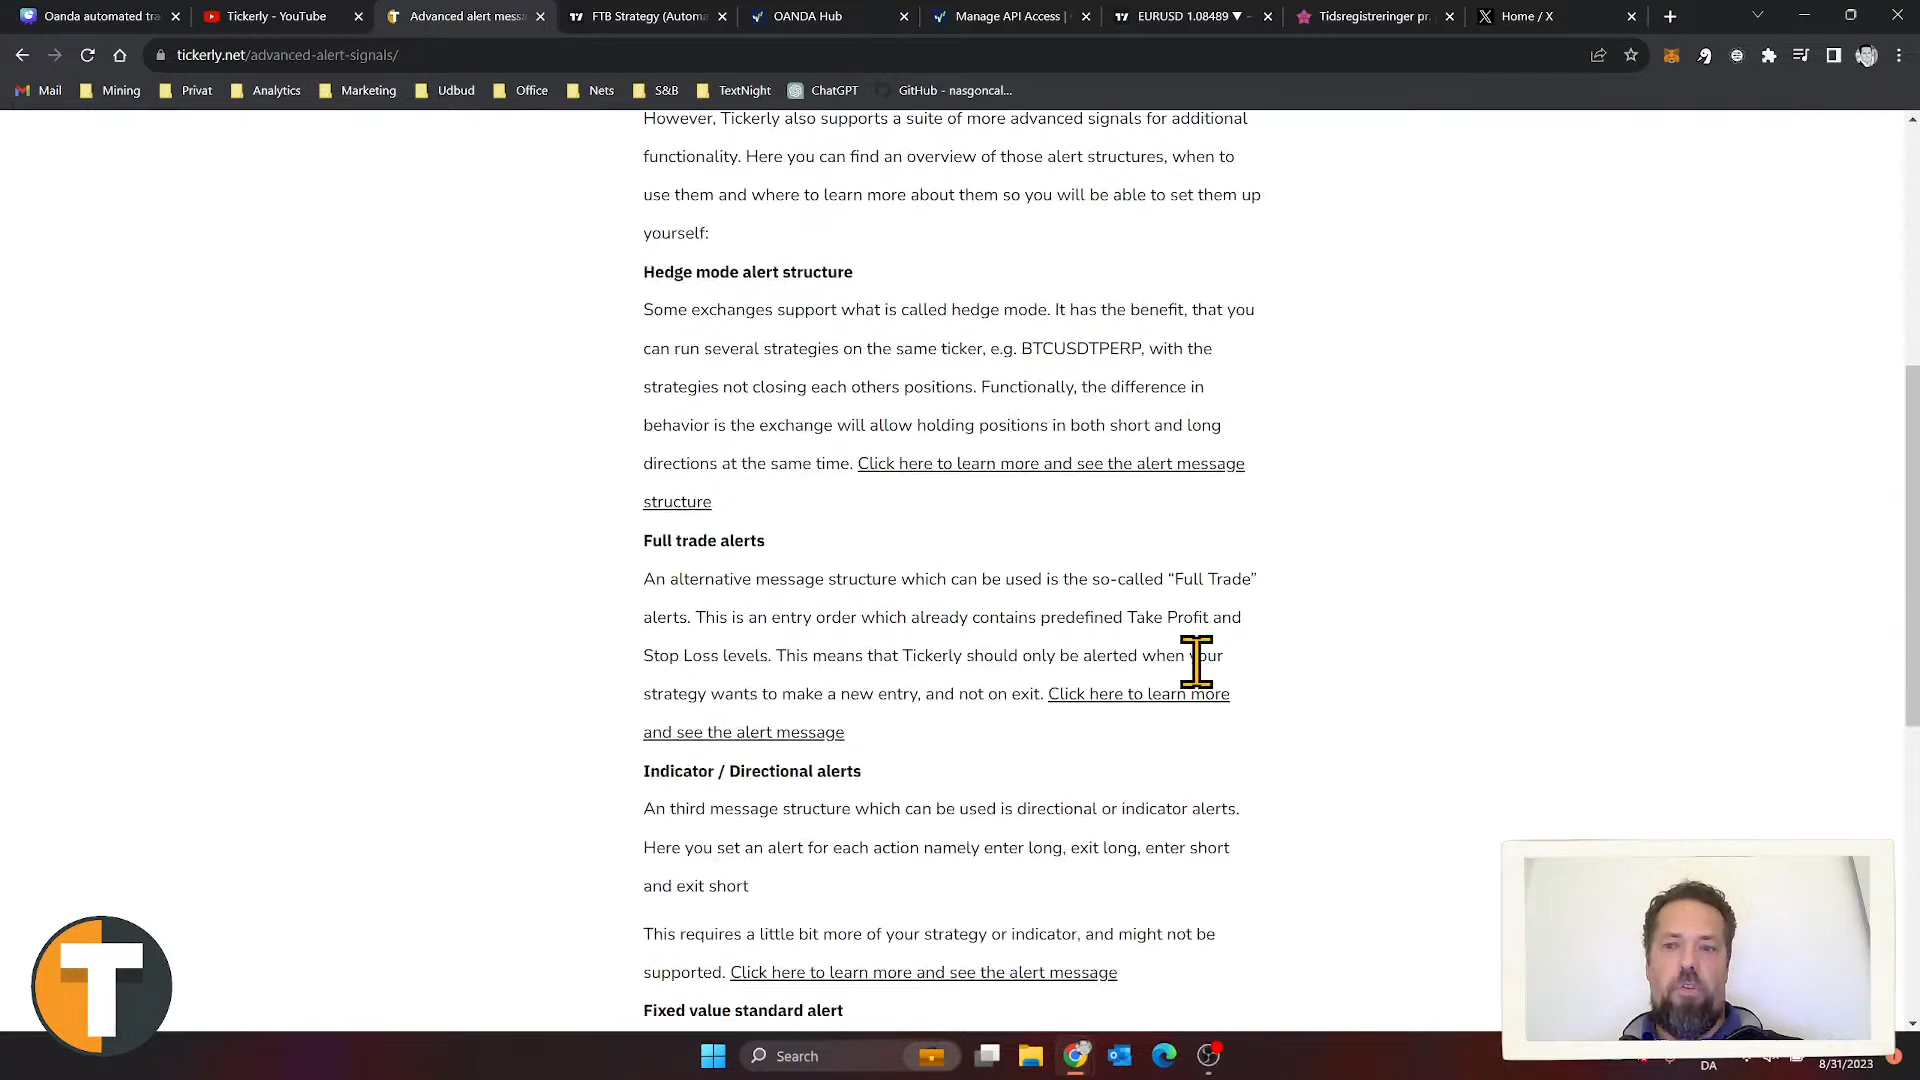 Oanda automated tra
Tickerly - YouTube
Advanced alert messa
FTB Strategy (Automa
OANDA Hub
Manage API Access |
EURUSD 1.08489 ▼ -
Tidsregistreringer pr.
Home / X
tickerly.net/advanced-alert-signals/
Mail
Mining
Privat
Analytics
Marketing
Udbud
Office
Nets
S&B
TextNight
ChatGPT
GitHub - nasgoncal...
However, Tickerly also supports a suite of more advanced signals for additional
functionality. Here you can find an overview of those alert structures, when to
use them and where to learn more about them so you will be able to set them up
yourself:
Hedge mode alert structure
Some exchanges support what is called hedge mode. It has the benefit, that you
can run several strategies on the same ticker, e.g. BTCUSDTPERP, with the
strategies not closing each others positions. Functionally, the difference in
behavior is the exchange will allow holding positions in both short and long
directions at the same time. Click here to learn more and see the alert message
structure
Full trade alerts
An alternative message structure which can be used is the so-called “Full Trade”
alerts. This is an entry order which already contains predefined Take Profit and
Stop Loss levels. This means that Tickerly should only be alerted when your
strategy wants to make a new entry, and not on exit. Click here to learn more
and see the alert message
Indicator / Directional alerts
An third message structure which can be used is directional or indicator alerts.
Here you set an alert for each action namely enter long, exit long, enter short
and exit short
This requires a little bit more of your strategy or indicator, and might not be
supported. Click here to learn more and see the alert message
Fixed value standard alert
T
Search
DA
8/31/2023